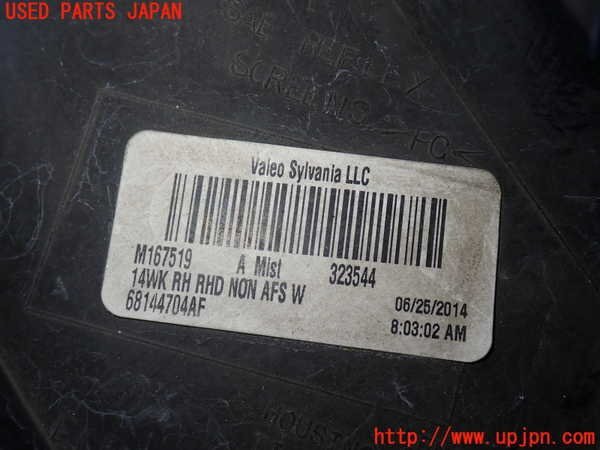 USED PARTS JAPAN
SAE
Valeo Sylvania LLC
M167519 A Mist 323544
14WK RH RHD NON AFS W
68144704AF
06/25/2014
8:03:02 AM
http://www.upjpn.com